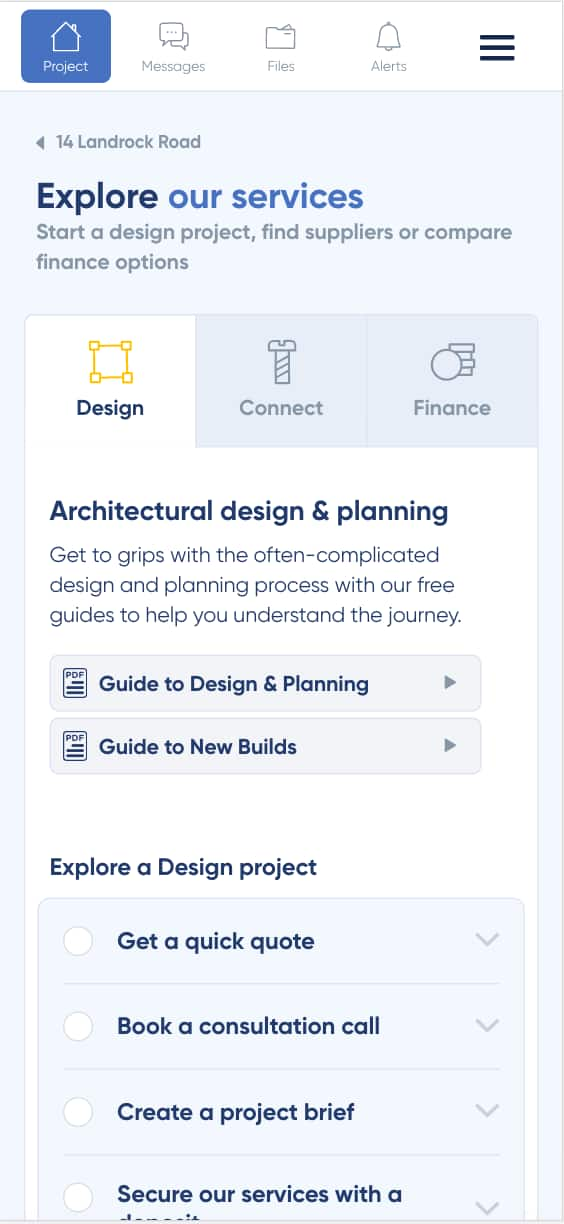 Project
Messages
Files
Alerts
14 Landrock Road
Explore our services
Start a design project, find suppliers or compare
finance options
Design
Connect
Finance
Architectural design & planning
Get to grips with the often-complicated
design and planning process with our free
guides to help you understand the journey.
PDF
Guide to Design & Planning
PDF
Guide to New Builds
Explore a Design project
Get a quick quote
Book a consultation call
Create a project brief
Secure our services with a
deposit